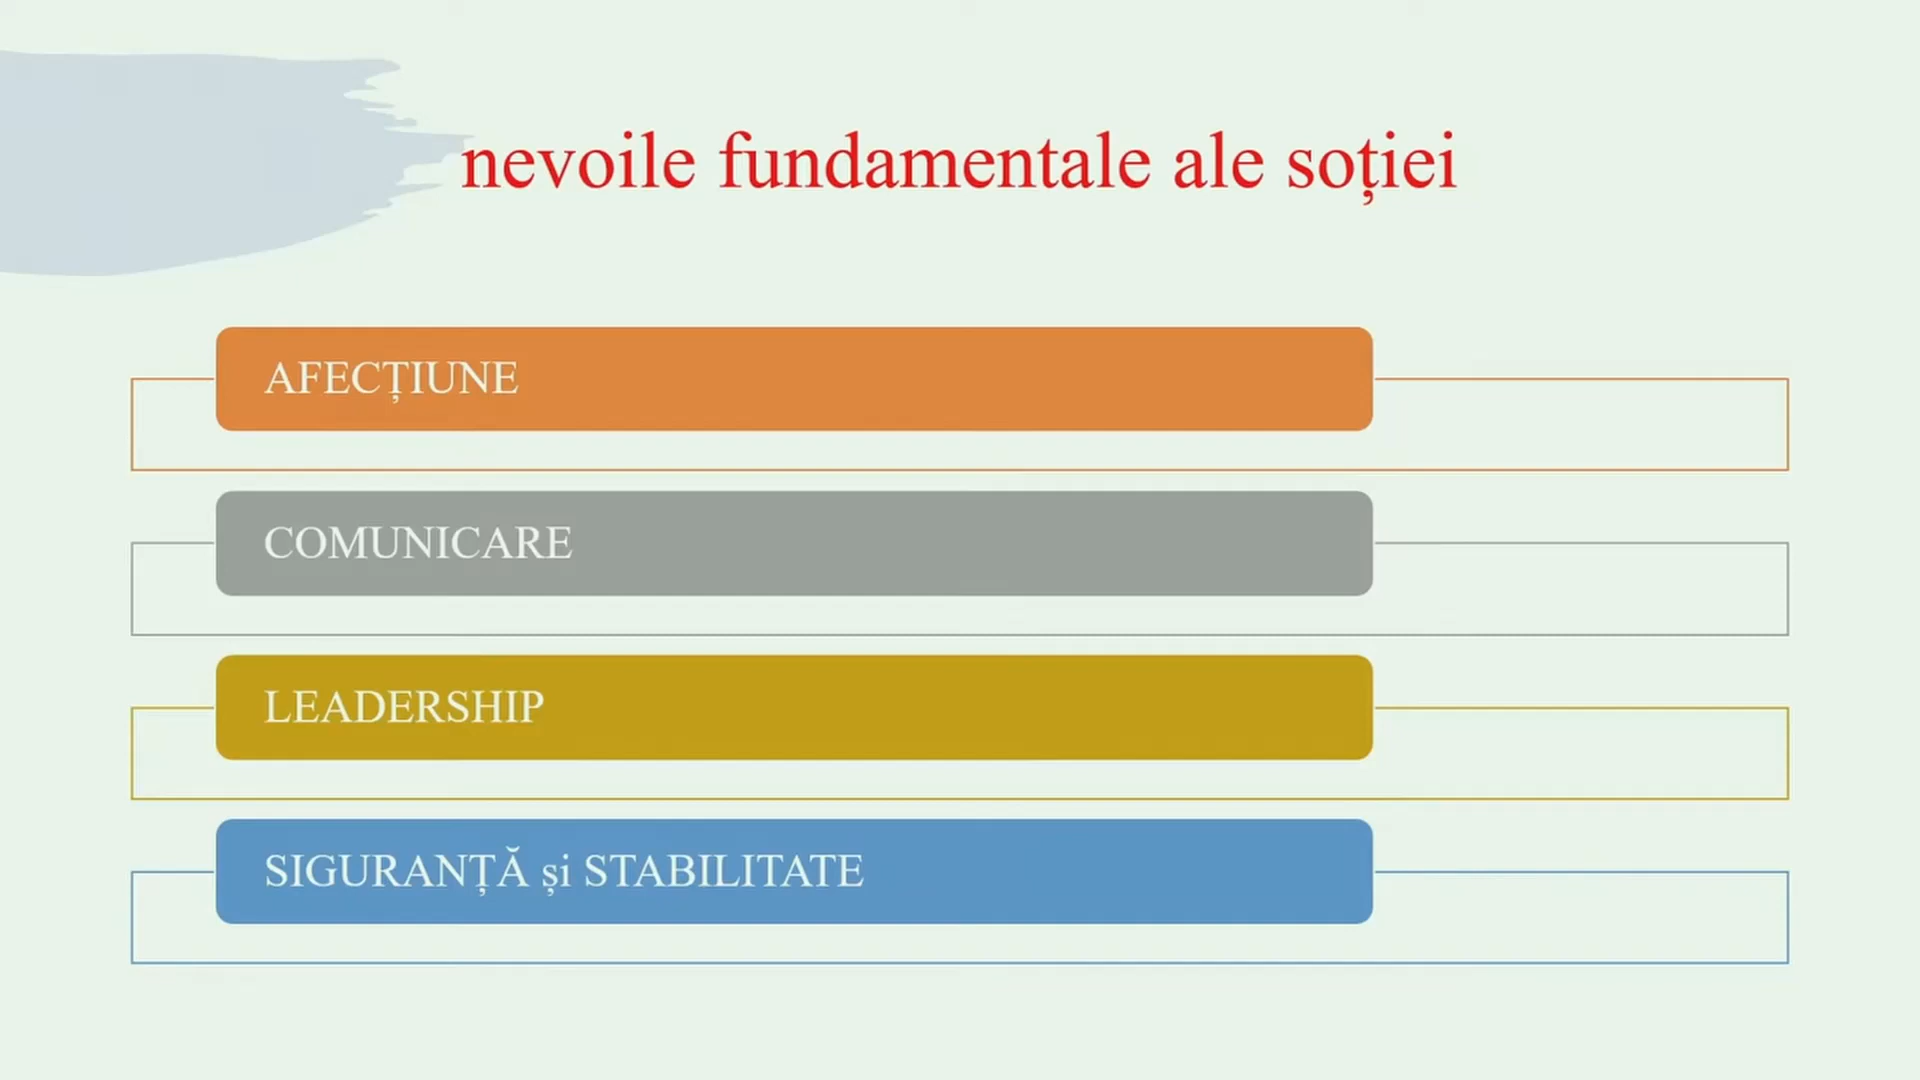 nevoile fundamentale ale soției
AFECȚIUNE
COMUNICARE
LEADERSHIP
SIGURANȚĂ și STABILITATE